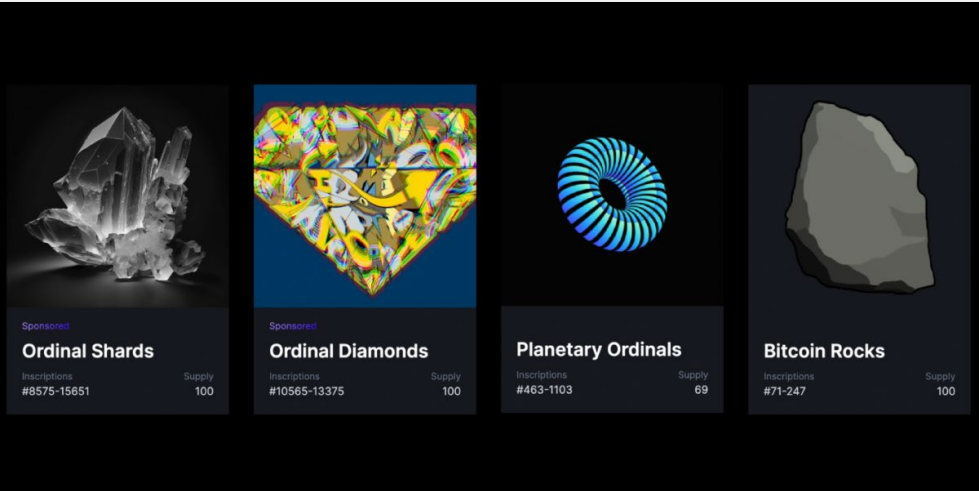 Sponsored
Ordinal Shards
Inscriptions Supply
#8575-15651 100
Sponsored
Ordinal Diamonds
Inscriptions Supply
#10565-13375 100
Planetary Ordinals
Inscriptions Supply
#463-1103 69
Bitcoin Rocks
Inscriptions Supply
#71-247 100